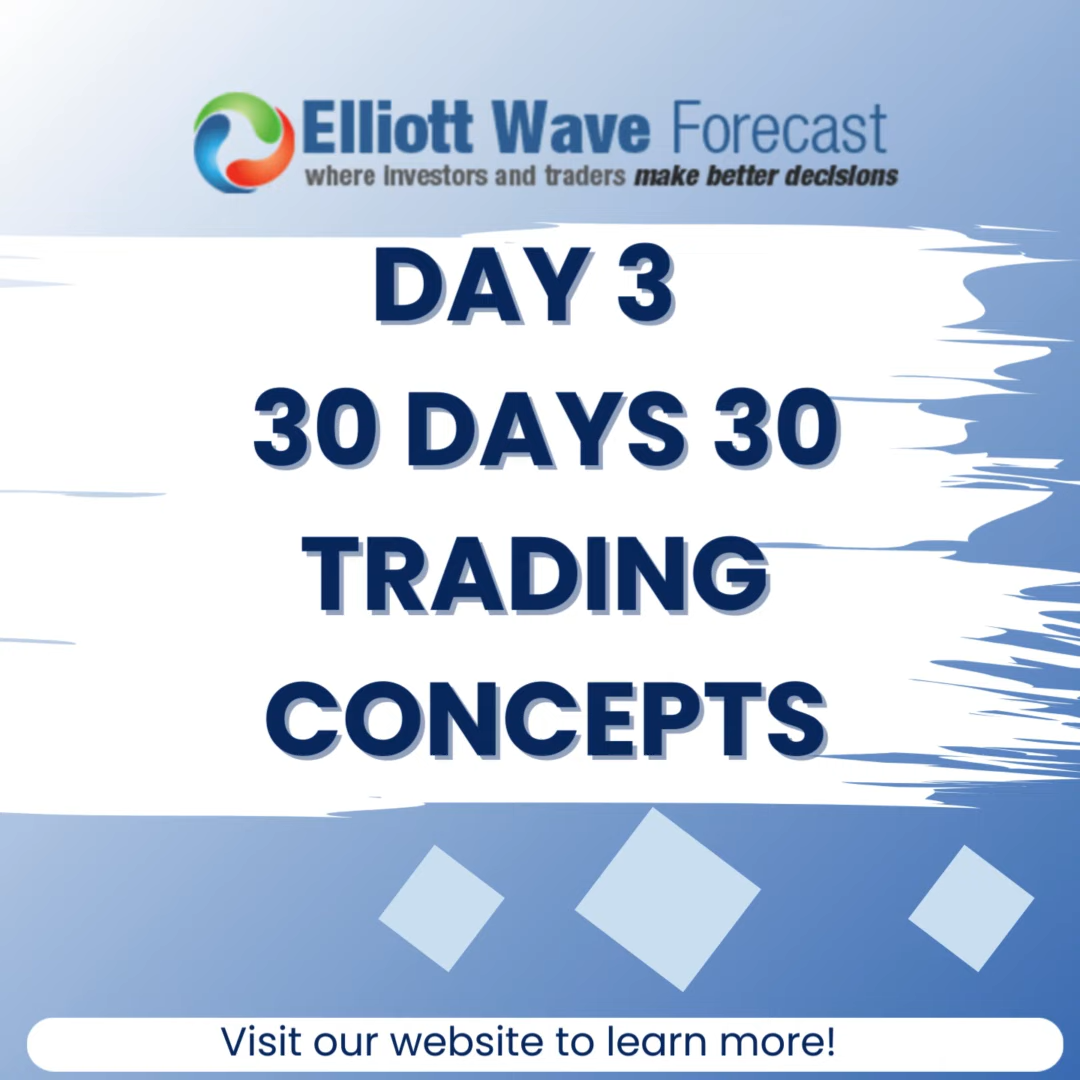 Elliott Wave Forecast
where investors and traders make better decisions
DAY 3
30 DAYS 30
TRADING
CONCEPTS
Visit our website to learn more!